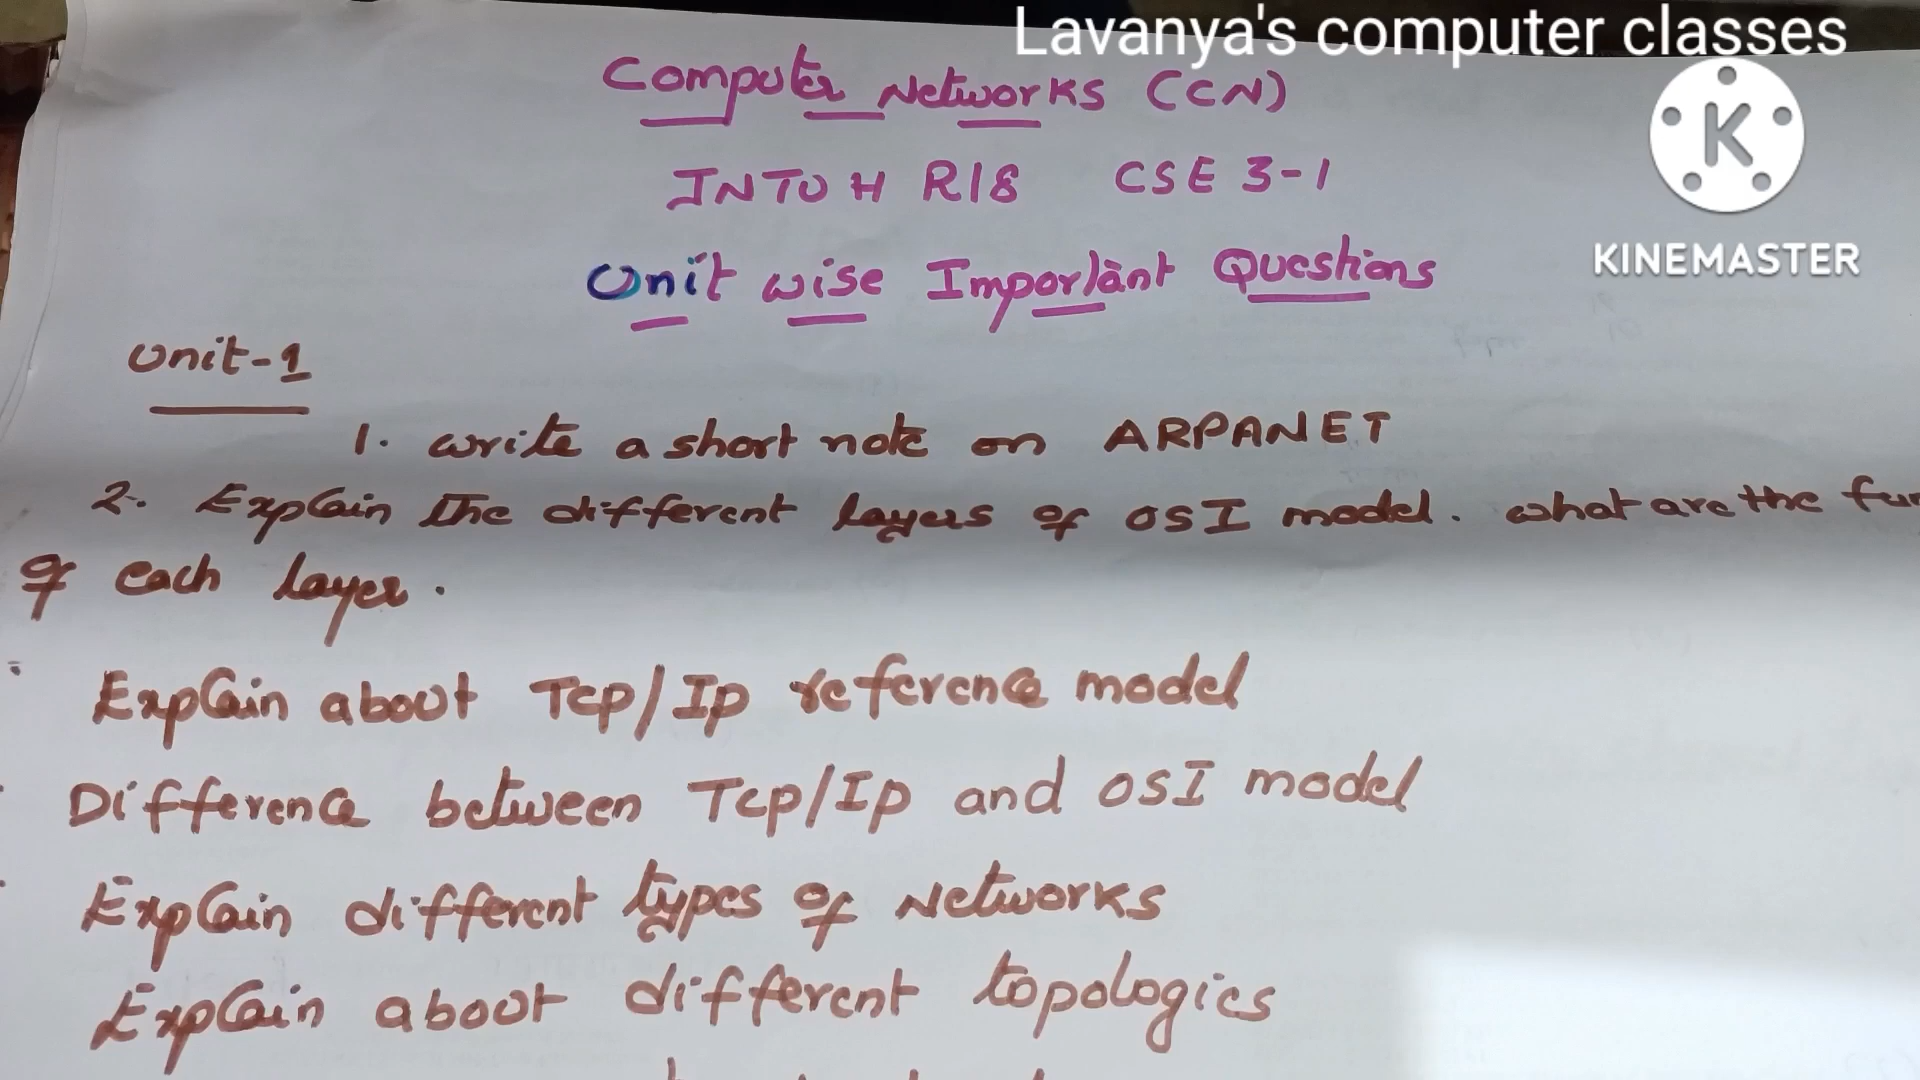 Lavanya's computer classes
Computer Networks (CN)
JNTUH R18 CSE 3-1
KINEMASTER
Unit wise Important Questions
Unit-1
1. write a short note on ARPANET
2. Explain the different layers of OSI model. what are the
of each layer.
Explain about Tcp/Ip reference model
Difference between Tcp/Ip and OSI model
Explain different types of Networks
Explain about different topologies